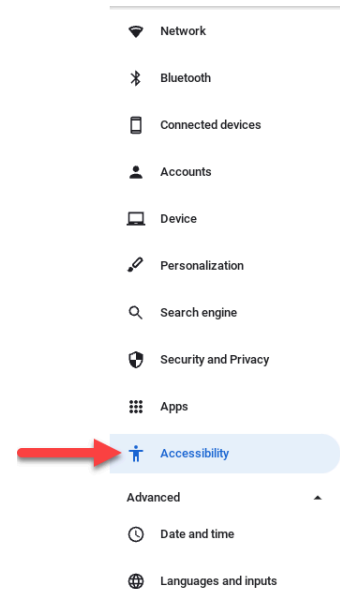 Network
Bluetooth
Connected devices
Accounts
Device
Personalization
Search engine
Security and Privacy
Apps
Accessibility
Advanced
Date and time
Languages and inputs